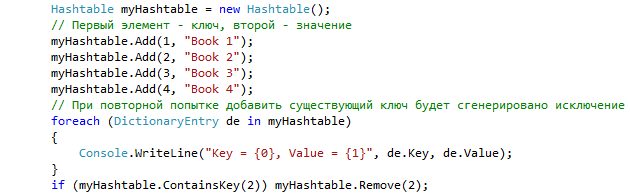 Hashtable myHashtable = new Hashtable();
// Первый элемент - ключ, второй - значение
myHashtable.Add(1, "Book 1");
myHashtable.Add(2, "Book 2");
myHashtable.Add(3, "Book 3");
myHashtable.Add(4, "Book 4");
// При повторной попытке добавить существующий ключ будет сгенерировано исключение
foreach (DictionaryEntry de in myHashtable)
{
Console.WriteLine("Key = {0}, Value = {1}", de.Key, de.Value);
}
if (myHashtable.ContainsKey(2)) myHashtable.Remove(2);